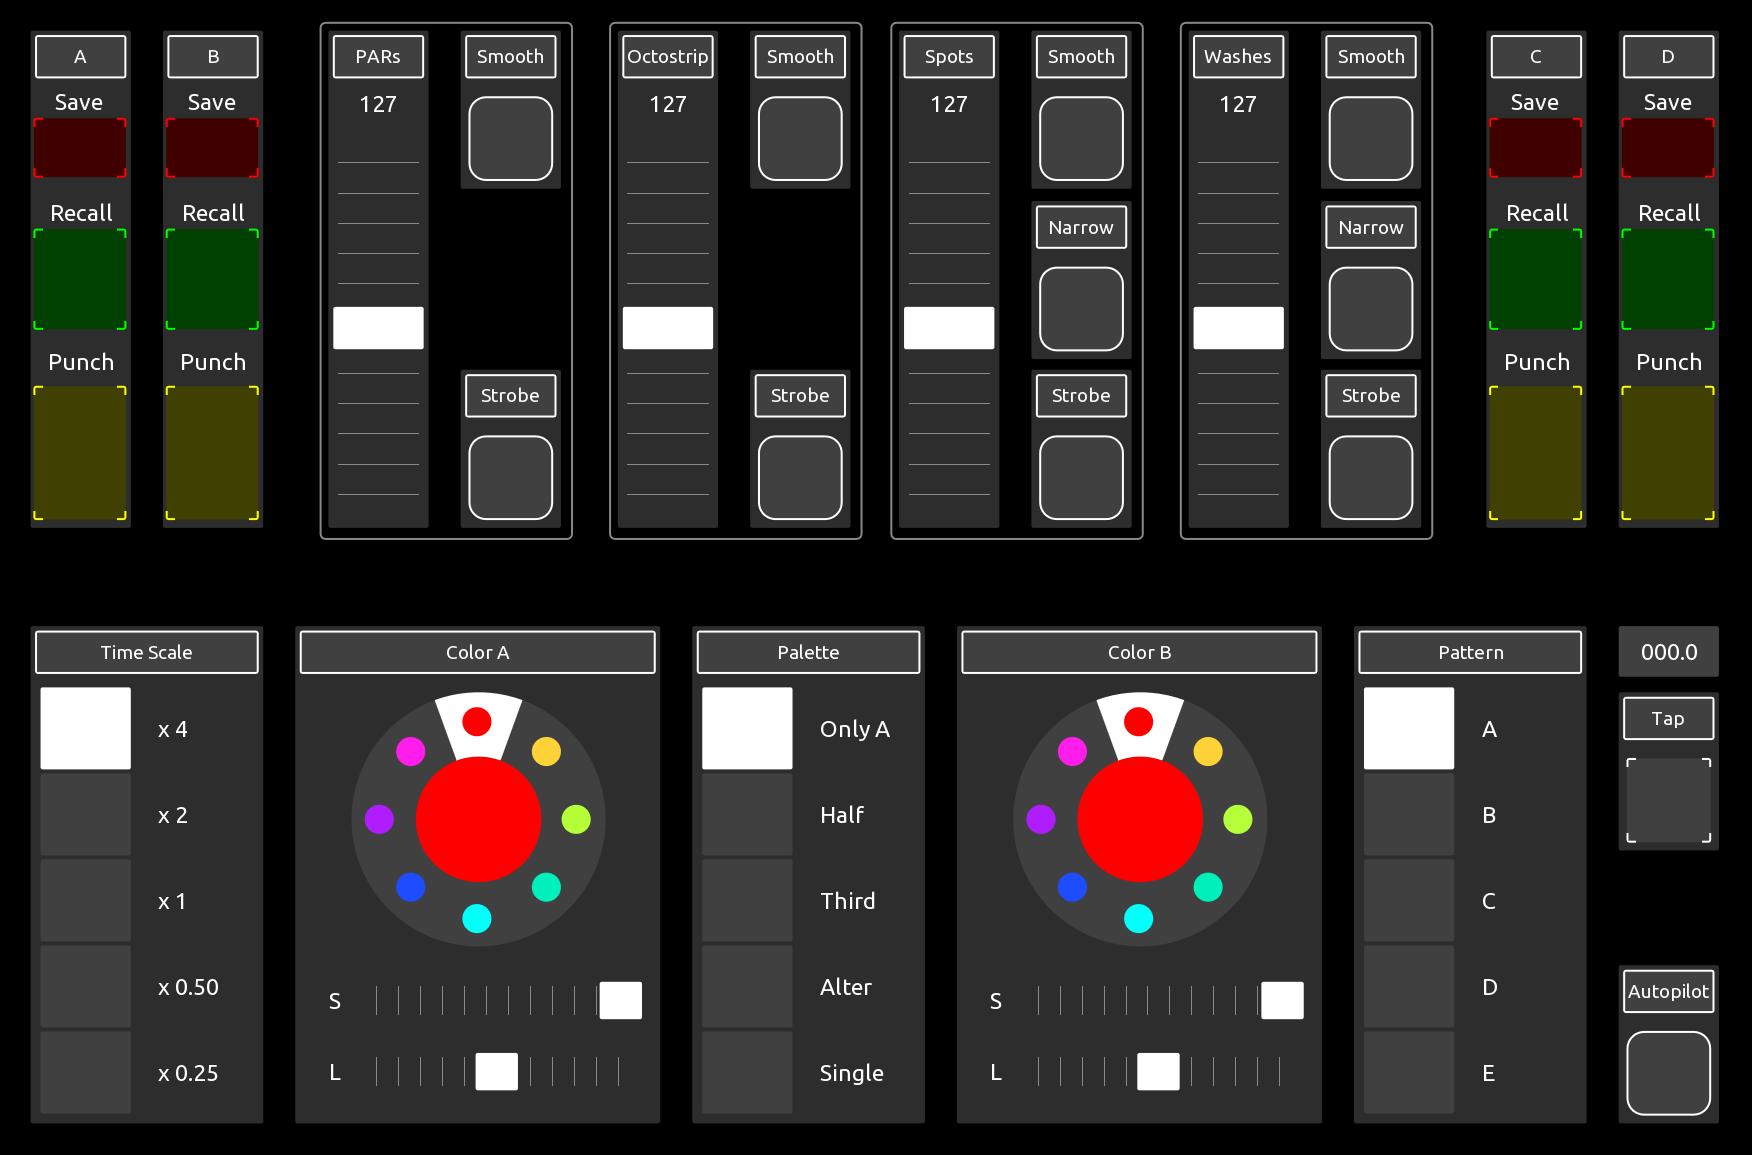 A
Save
Recall
Punch
B
Save
Recall
Punch
PARs
127
Smooth
Strobe
Octostrip
127
Smooth
Strobe
Spots
127
Smooth
Narrow
Strobe
Washes
127
Smooth
Narrow
Strobe
C
Save
Recall
Punch
D
Save
Recall
Punch
Time Scale
x 4
x 2
x 1
x 0.50
x 0.25
Color A
S
L
Palette
Only A
Half
Third
Alter
Single
Color B
S
L
Pattern
A
B
C
D
E
000.0
Tap
Autopilot